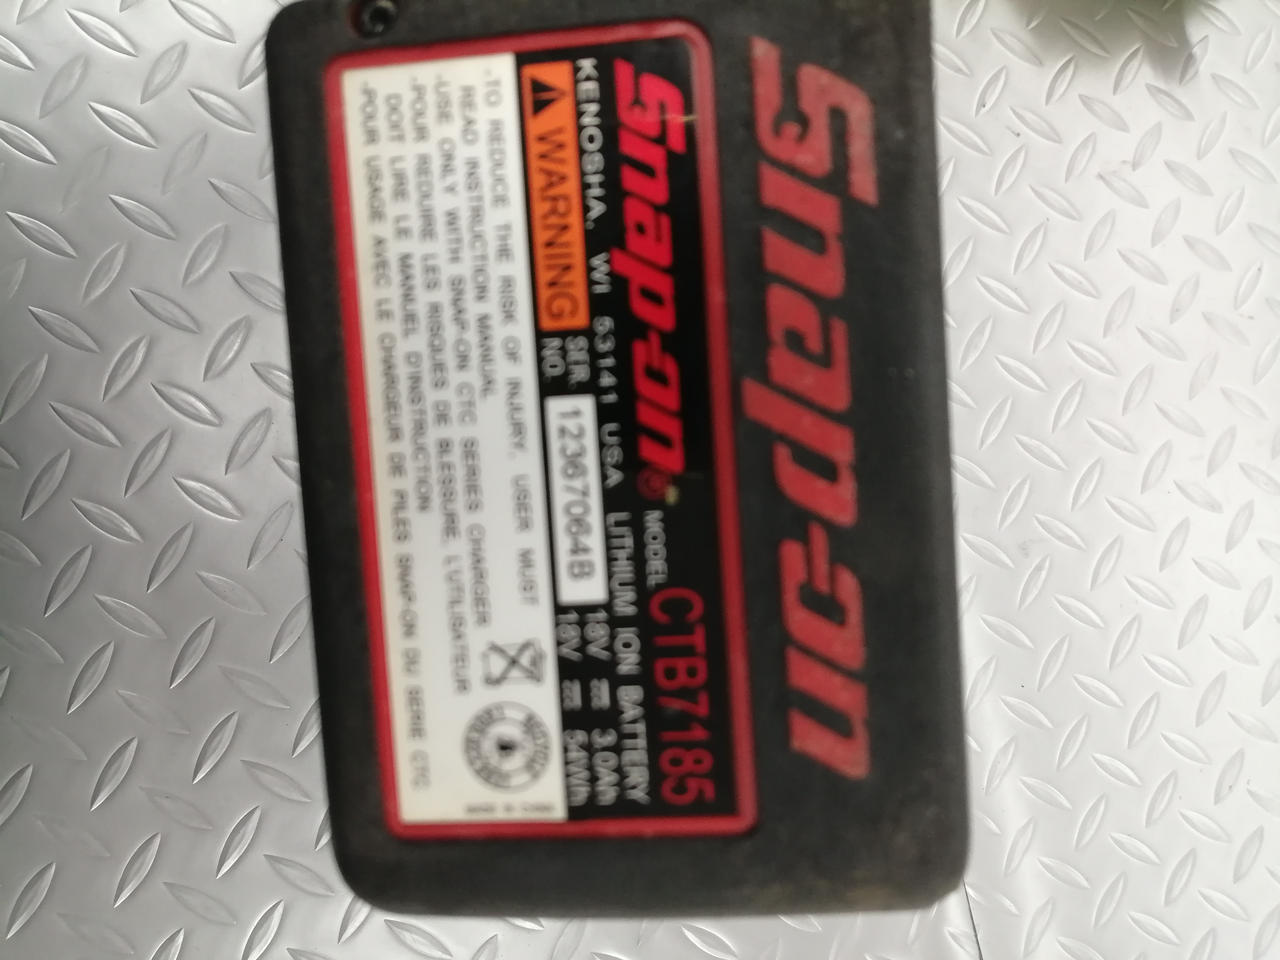 Snap-on
Snap-on® MODEL CTB7185
KENOSHA, WI 53141 USA LITHIUM ION BATTERY
WARNING SER. NO. 12367064B 18V ⎓ 3.0Ah
18V ⎓ 54Wh
-TO REDUCE THE RISK OF INJURY, USER MUST
READ INSTRUCTION MANUAL
-USE ONLY WITH SNAP-ON CTC SERIES CHARGER
-POUR REDUIRE LES RISQUES DE BLESSURE, L'UTILISATEUR
DOIT LIRE LE MANUEL D'INSTRUCTION
-POUR USAGE AVEC LE CHARGEUR DE PILES SNAP-ON DU SERIE CTC